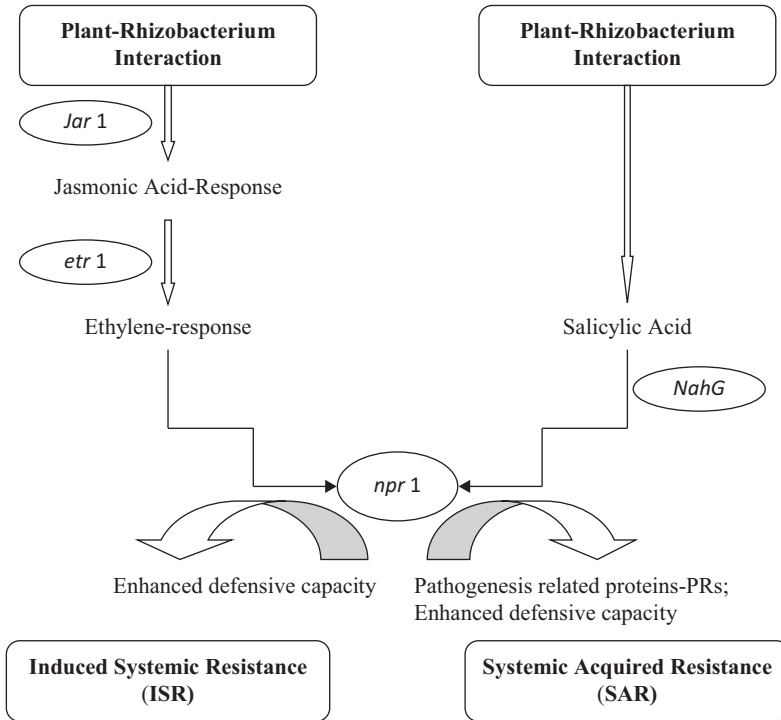 Plant-Rhizobacterium
Interaction
Plant-Rhizobacterium
Interaction
Jar 1
Jasmonic Acid-Response
etr 1
Ethylene-response
Salicylic Acid
NahG
npr 1
Enhanced defensive capacity
Pathogenesis related proteins-PRs;
Enhanced defensive capacity
Induced Systemic Resistance
(ISR)
Systemic Acquired Resistance
(SAR)